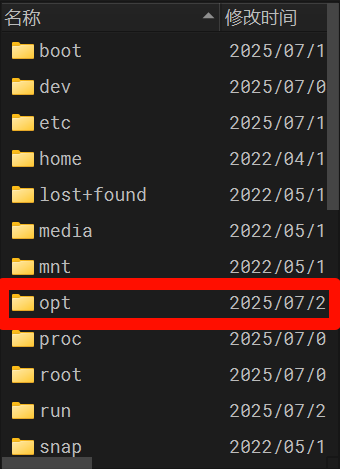 名称 修改时间
boot 2025/07/1
dev 2025/07/0
etc 2025/07/1
home 2022/04/1
lost+found 2022/05/1
media 2022/05/1
mnt 2022/05/1
opt 2025/07/2
proc 2025/07/0
root 2025/07/0
run 2025/07/2
snap 2022/05/1